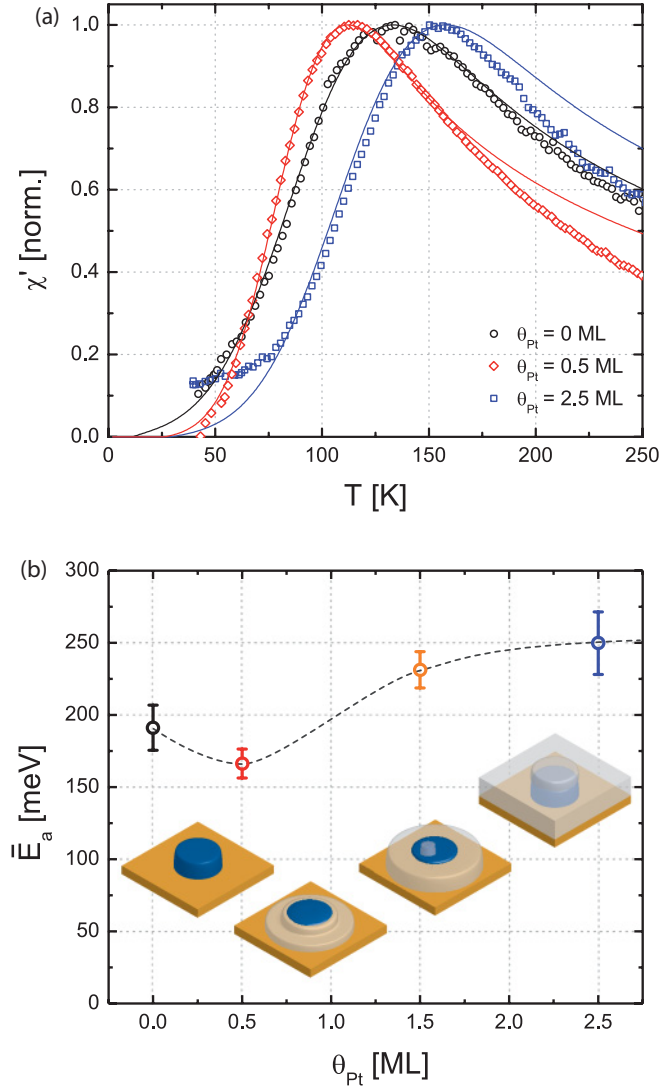 (a)
1.0
0.8
0.6
0.4
0.2
0.0
χ' [norm.]
θPt = 0 ML
θPt = 0.5 ML
θPt = 2.5 ML
0 50 100 150 200 250
T [K]
(b)
300
250
200
150
100
50
0
Ēa [meV]
0.0 0.5 1.0 1.5 2.0 2.5
θPt [ML]